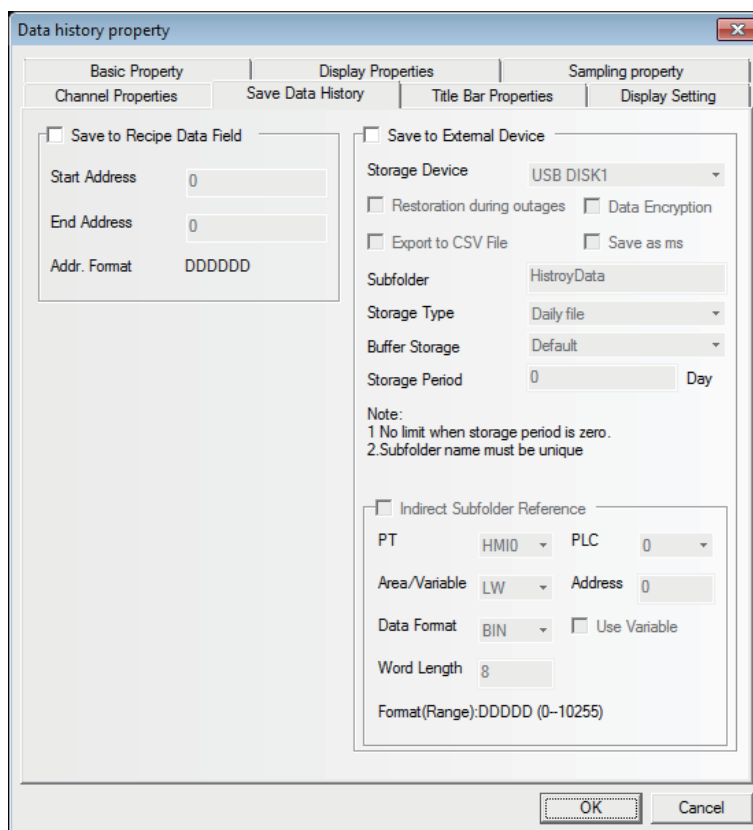 Data history property
Basic Property
Display Properties
Sampling property
Channel Properties
Save Data History
Title Bar Properties
Display Setting
Save to Recipe Data Field
Start Address
0
End Address
0
Addr. Format
DDDDDD
Save to External Device
Storage Device
USB DISK1
Restoration during outages
Data Encryption
Export to CSV File
Save as ms
Subfolder
HistroyData
Storage Type
Daily file
Buffer Storage
Default
Storage Period
0
Day
Note:
1 No limit when storage period is zero.
2.Subfolder name must be unique
Indirect Subfolder Reference
PT
HMI0
PLC
0
Area/Variable
LW
Address
0
Data Format
BIN
Use Variable
Word Length
8
Format(Range):DDDDD (0--10255)
OK
Cancel